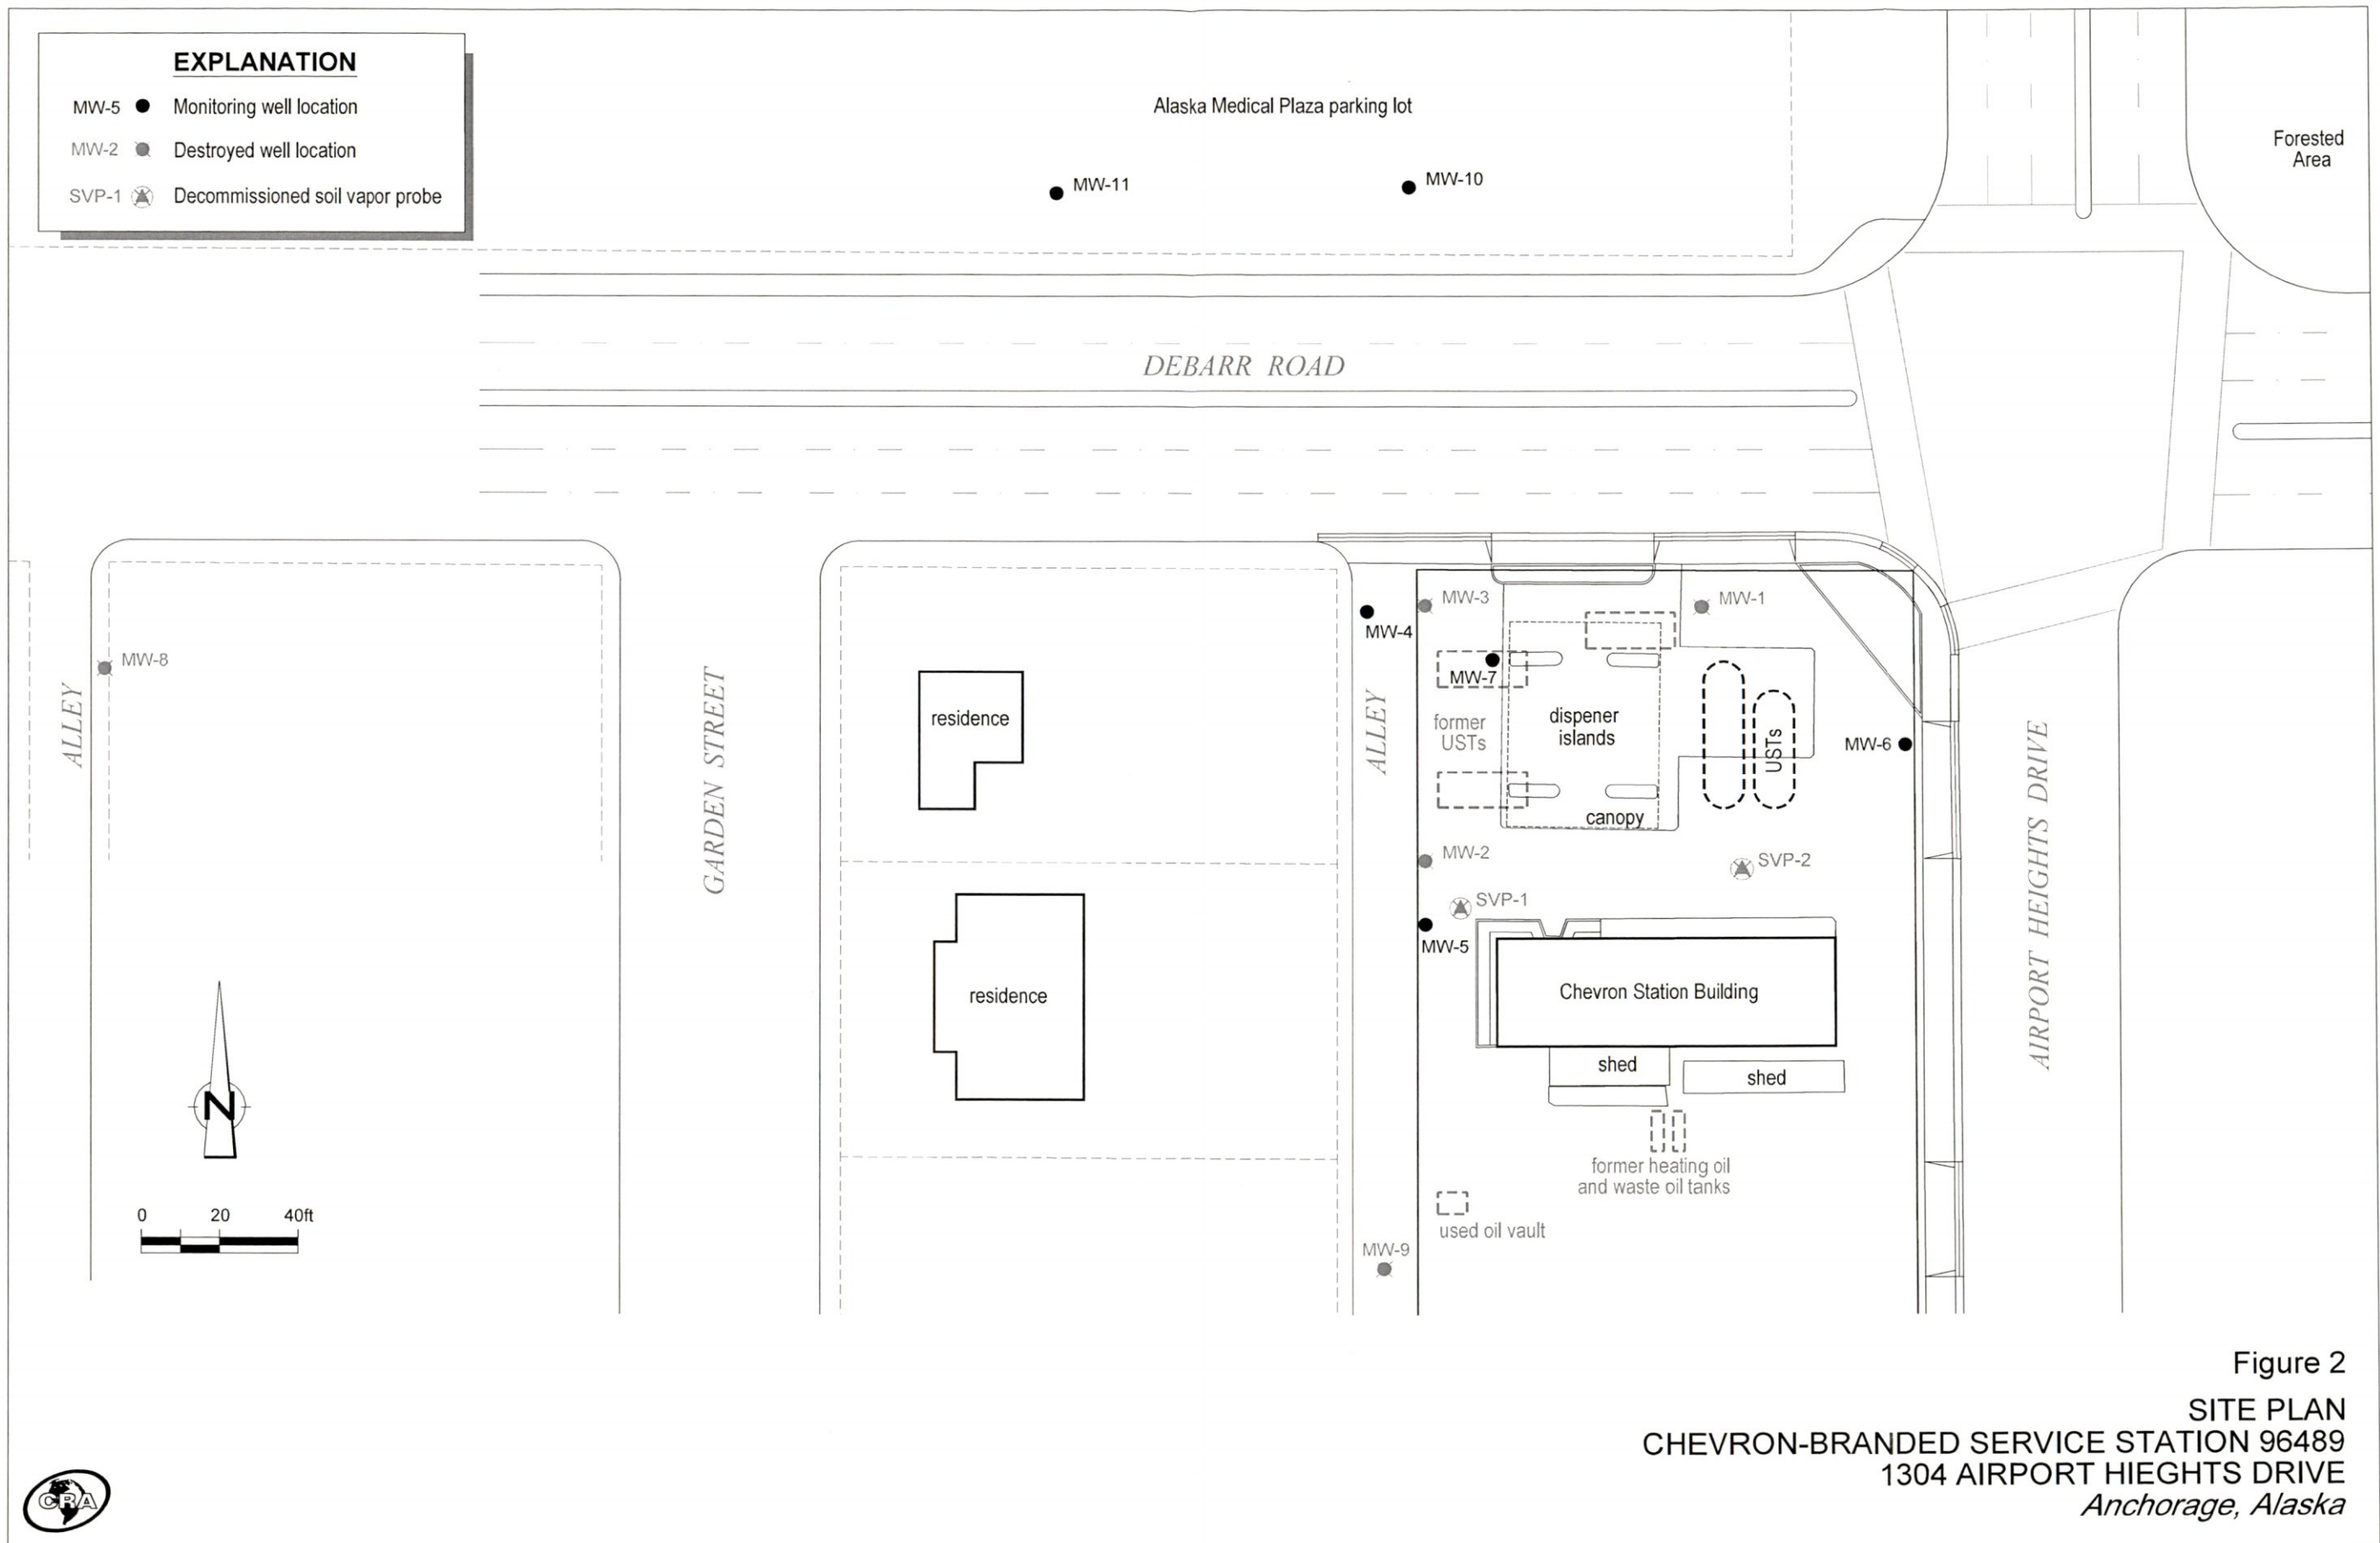 EXPLANATION
MW-5 Monitoring well location
MW-2 Destroyed well location
SVP-1 Decommissioned soil vapor probe
Alaska Medical Plaza parking lot
MW-11
MW-10
Forested
Area
DEBARR ROAD
MW-8
ALLEY
GARDEN STREET
residence
residence
ALLEY
MW-4
MW-3
MW-1
MW-7
former
USTs
dispener
islands
USTs
MW-6
canopy
MW-2
SVP-2
SVP-1
MW-5
Chevron Station Building
shed
shed
former heating oil
and waste oil tanks
used oil vault
MW-9
AIRPORT HEIGHTS DRIVE
N
0 20 40ft
Figure 2
SITE PLAN
CHEVRON-BRANDED SERVICE STATION 96489
1304 AIRPORT HIEGHTS DRIVE
Anchorage, Alaska
CRA